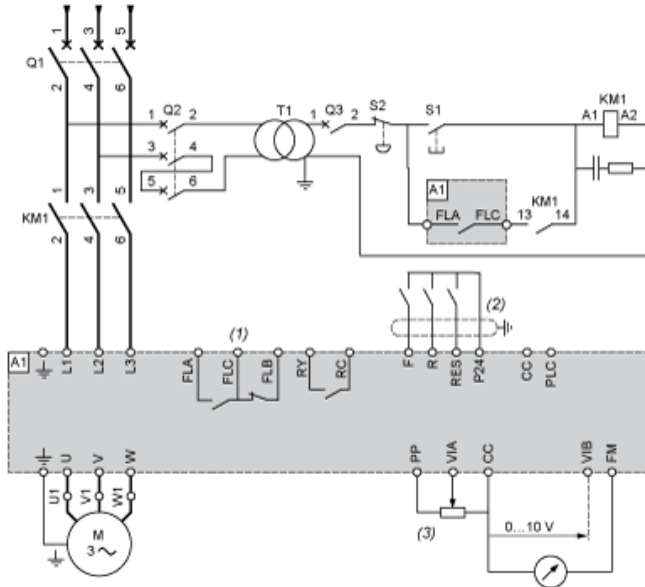 1 3 5
Q1
2 4 6
1 Q2 2
3 4
5 6
T1
1 Q3 2
S2
S1
KM1
A1 A2
A1
FLA FLC
KM1
13 14
1 3 5
KM1
2 4 6
(1)
(2)
A1
L1 L2 L3
FLA FLC FLB RY RC
F R RES P24 CC PLC
U V W
PP VIA CC VIB FM
U1 V1 W1
M
3
(3)
0...10 V